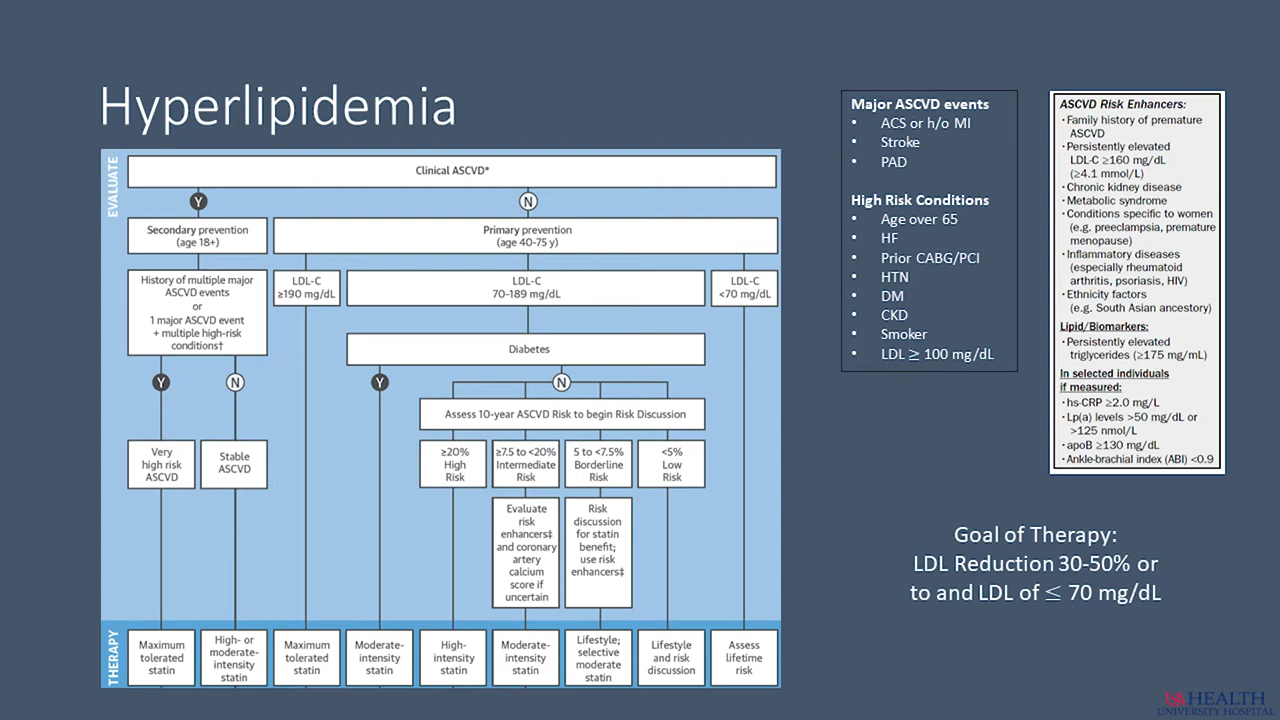 Hyperlipidemia
EVALUATE
Clinical ASCVD*
Y
N
Secondary prevention
(age 18+)
Primary prevention
(age 40-75 y)
History of multiple major
ASCVD events
or
1 major ASCVD event
+ multiple high-risk
conditions†
LDL-C
≥190 mg/dL
LDL-C
70–189 mg/dL
LDL-C
<70 mg/dL
Diabetes
Y
N
Y
N
Assess 10-year ASCVD Risk to begin Risk Discussion
Very
high risk
ASCVD
Stable
ASCVD
≥20%
High
Risk
≥7.5 to <20%
Intermediate
Risk
5 to <7.5%
Borderline
Risk
<5%
Low
Risk
Evaluate
risk
enhancers‡
and coronary
artery
calcium
score if
uncertain
Risk
discussion
for statin
benefit;
use risk
enhancers‡
THERAPY
Maximum
tolerated
statin
High- or
moderate-
intensity
statin
Maximum
tolerated
statin
Moderate-
intensity
statin
High-
intensity
statin
Moderate-
intensity
statin
Lifestyle;
selective
moderate
statin
Lifestyle
and risk
discussion
Assess
lifetime
risk
Major ASCVD events
• ACS or h/o MI
• Stroke
• PAD
High Risk Conditions
• Age over 65
• HF
• Prior CABG/PCI
• HTN
• DM
• CKD
• Smoker
• LDL ≥ 100 mg/dL
ASCVD Risk Enhancers:
·Family history of premature
ASCVD
·Persistently elevated
LDL-C ≥160 mg/dL
(≥4.1 mmol/L)
·Chronic kidney disease
·Metabolic syndrome
·Conditions specific to women
(e.g. preeclampsia, premature
menopause)
·Inflammatory diseases
(especially rheumatoid
arthritis, psoriasis, HIV)
·Ethnicity factors
(e.g. South Asian ancestory)
Lipid/Biomarkers:
·Persistently elevated
triglycerides (≥175 mg/mL)
In selected individuals
if measured:
·hs-CRP ≥2.0 mg/L
·Lp(a) levels >50 mg/dL or
>125 nmol/L
·apoB ≥130 mg/dL
·Ankle-brachial index (ABI) <0.9
Goal of Therapy:
LDL Reduction 30-50% or
to and LDL of ≤ 70 mg/dL
USA HEALTH
UNIVERSITY HOSPITAL